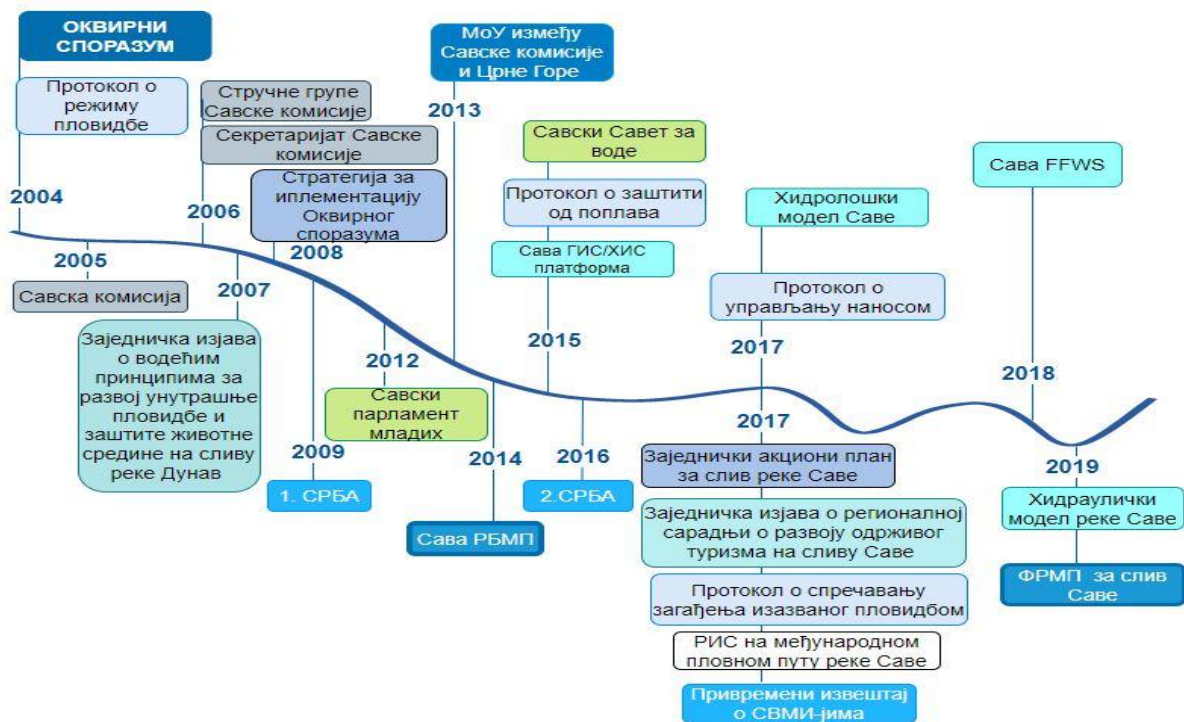 ОКВИРНИ
СПОРАЗУМ
Протокол о
режиму
пловидбе
2004
2005
Савска комисија
Стручне групе
Савске комисије
Секретаријат Савске
комисије
2006
2007
Заједничка изјава
о водећим
принципима за
развој унутрашње
пловидбе и
заштите животне
средине на сливу
реке Дунав
Стратегија за
иплементацију
Оквирног
споразума
2008
2009
1. СРБА
2012
Савски
парламент
младих
МоУ између
Савске комисије
и Црне Горе
2013
2014
Сава РБМП
Савски Савет за
воде
Протокол о заштити
од поплава
Сава ГИС/ХИС
платформа
2015
2016
2.СРБА
Хидролошки
модел Саве
Протокол о
управљању наносом
2017
2017
Заједнички акциони план
за слив реке Саве
Заједничка изјава о регионалној
сарадњи о развоју одрживог
туризма на сливу Саве
Протокол о спречавању
загађења изазваног пловидбом
РИС на међународном
пловном путу реке Саве
Привремени извештај
о СВМИ-јима
Сава FFWS
2018
2019
Хидраулички
модел реке Саве
ФРМП за слив
Саве